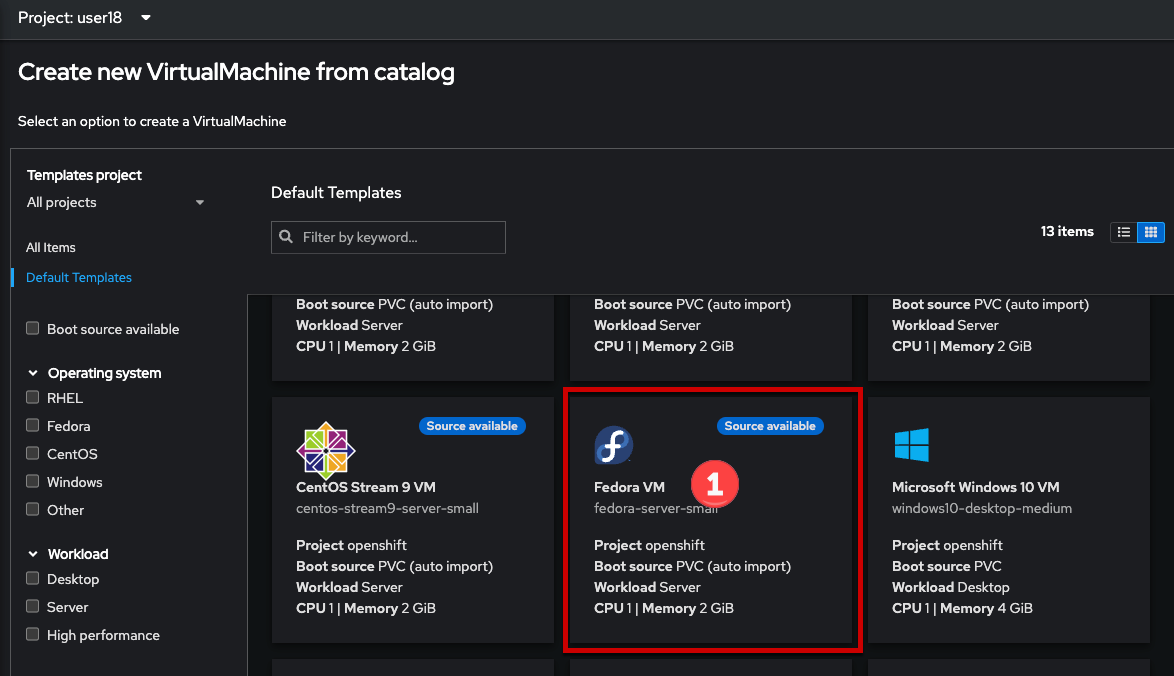 Project: user18
Create new VirtualMachine from catalog
Select an option to create a VirtualMachine
Templates project
All projects
All Items
Default Templates
Boot source available
Operating system
RHEL
Fedora
CentOS
Windows
Other
Workload
Desktop
Server
High performance
Default Templates
Filter by keyword...
13 items
Boot source PVC (auto import)
Workload Server
CPU 1 | Memory 2 GiB
Boot source PVC (auto import)
Workload Server
CPU 1 | Memory 2 GiB
Boot source PVC (auto import)
Workload Server
CPU 1 | Memory 2 GiB
Source available
CentOS Stream 9 VM
centos-stream9-server-small
Project openshift
Boot source PVC (auto import)
Workload Server
CPU 1 | Memory 2 GiB
Source available
Fedora VM
1
fedora-server-small
Project openshift
Boot source PVC (auto import)
Workload Server
CPU 1 | Memory 2 GiB
Microsoft Windows 10 VM
windows10-desktop-medium
Project openshift
Boot source PVC
Workload Desktop
CPU 1 | Memory 4 GiB